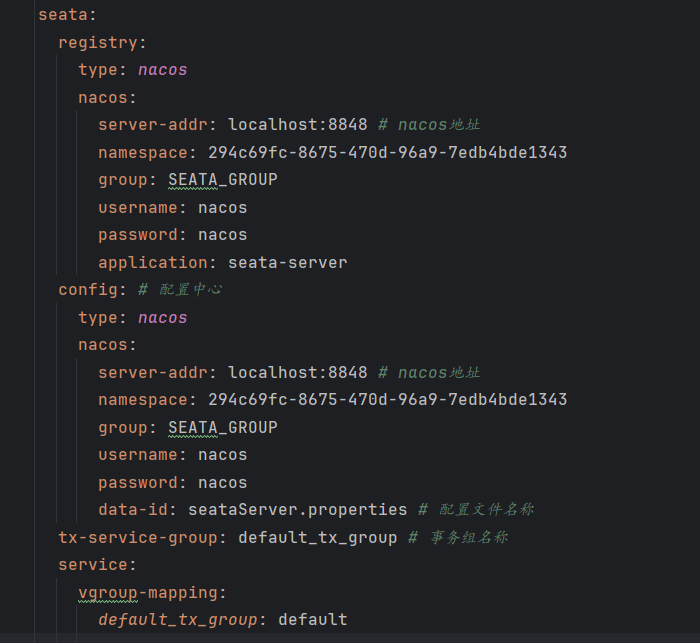 seata:
registry:
type: nacos
nacos:
server-addr: localhost:8848 # nacos地址
namespace: 294c69fc-8675-470d-96a9-7edb4bde1343
group: SEATA_GROUP
username: nacos
password: nacos
application: seata-server
config: # 配置中心
type: nacos
nacos:
server-addr: localhost:8848 # nacos地址
namespace: 294c69fc-8675-470d-96a9-7edb4bde1343
group: SEATA_GROUP
username: nacos
password: nacos
data-id: seataServer.properties # 配置文件名称
tx-service-group: default_tx_group # 事务组名称
service:
vgroup-mapping:
default_tx_group: default